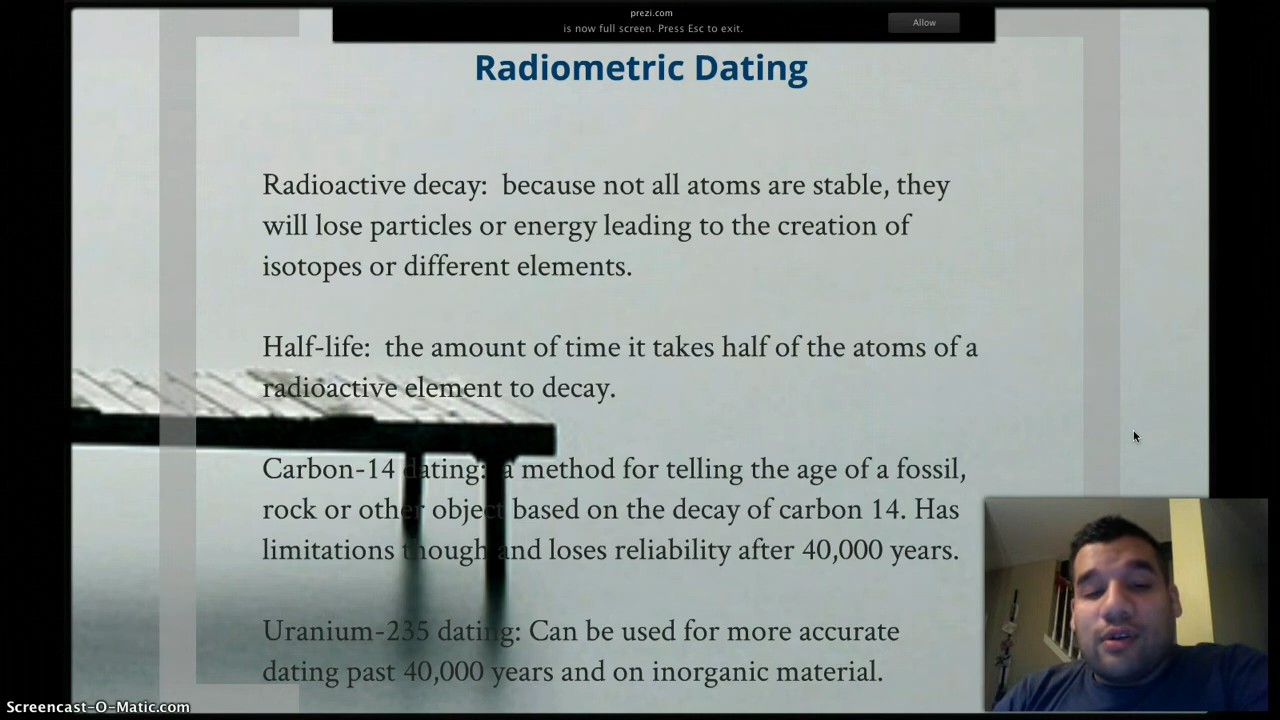 prezi.com
is now full screen. Press Esc to exit.
Allow
Radiometric Dating
Radioactive decay: because not all atoms are stable, they
will lose particles or energy leading to the creation of
isotopes or different elements.
Half-life: the amount of time it takes half of the atoms of a
radioactive element to decay.
Carbon-14 dating: a method for telling the age of a fossil,
rock or other object based on the decay of carbon 14. Has
limitations though and loses reliability after 40,000 years.
Uranium-235 dating: Can be used for more accurate
dating past 40,000 years and on inorganic material.
Screencast-O-Matic.com